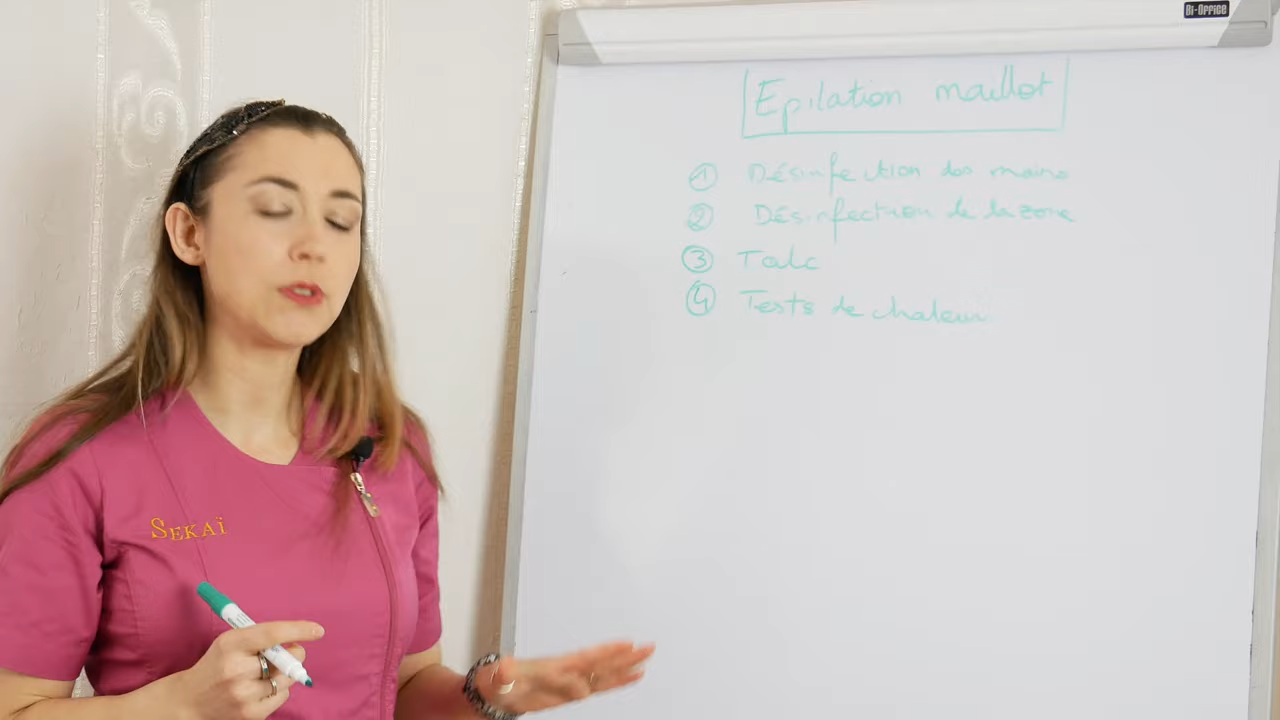 Bi-Office
Epilation maillot
1 Désinfection des mains
2 Désinfection de la zone
3 Talc
4 Tests de chaleur
SEKAï